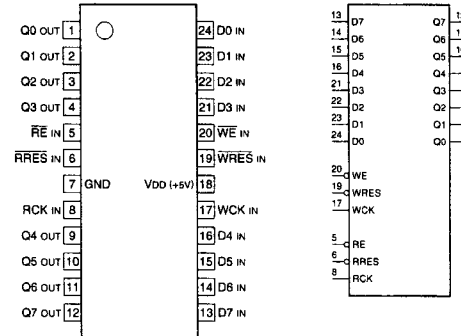 Q0 OUT 1 24 D0 IN
Q1 OUT 2 23 D1 IN
Q2 OUT 3 22 D2 IN
Q3 OUT 4 21 D3 IN
RE IN 5 20 WE IN
RRES IN 6 19 WRES IN
7 GND VDD (+5V) 18
RCK IN 8 17 WCK IN
Q4 OUT 9 16 D4 IN
Q5 OUT 10 15 D5 IN
Q6 OUT 11 14 D6 IN
Q7 OUT 12 13 D7 IN
13 D7 Q7
14 D6 Q6
15 D5 Q5
16 D4 Q4
21 D3 Q3
22 D2 Q2
23 D1 Q1
24 D0 Q0
20 WE
19 WRES
17 WCK
5 RE
6 RRES
8 RCK